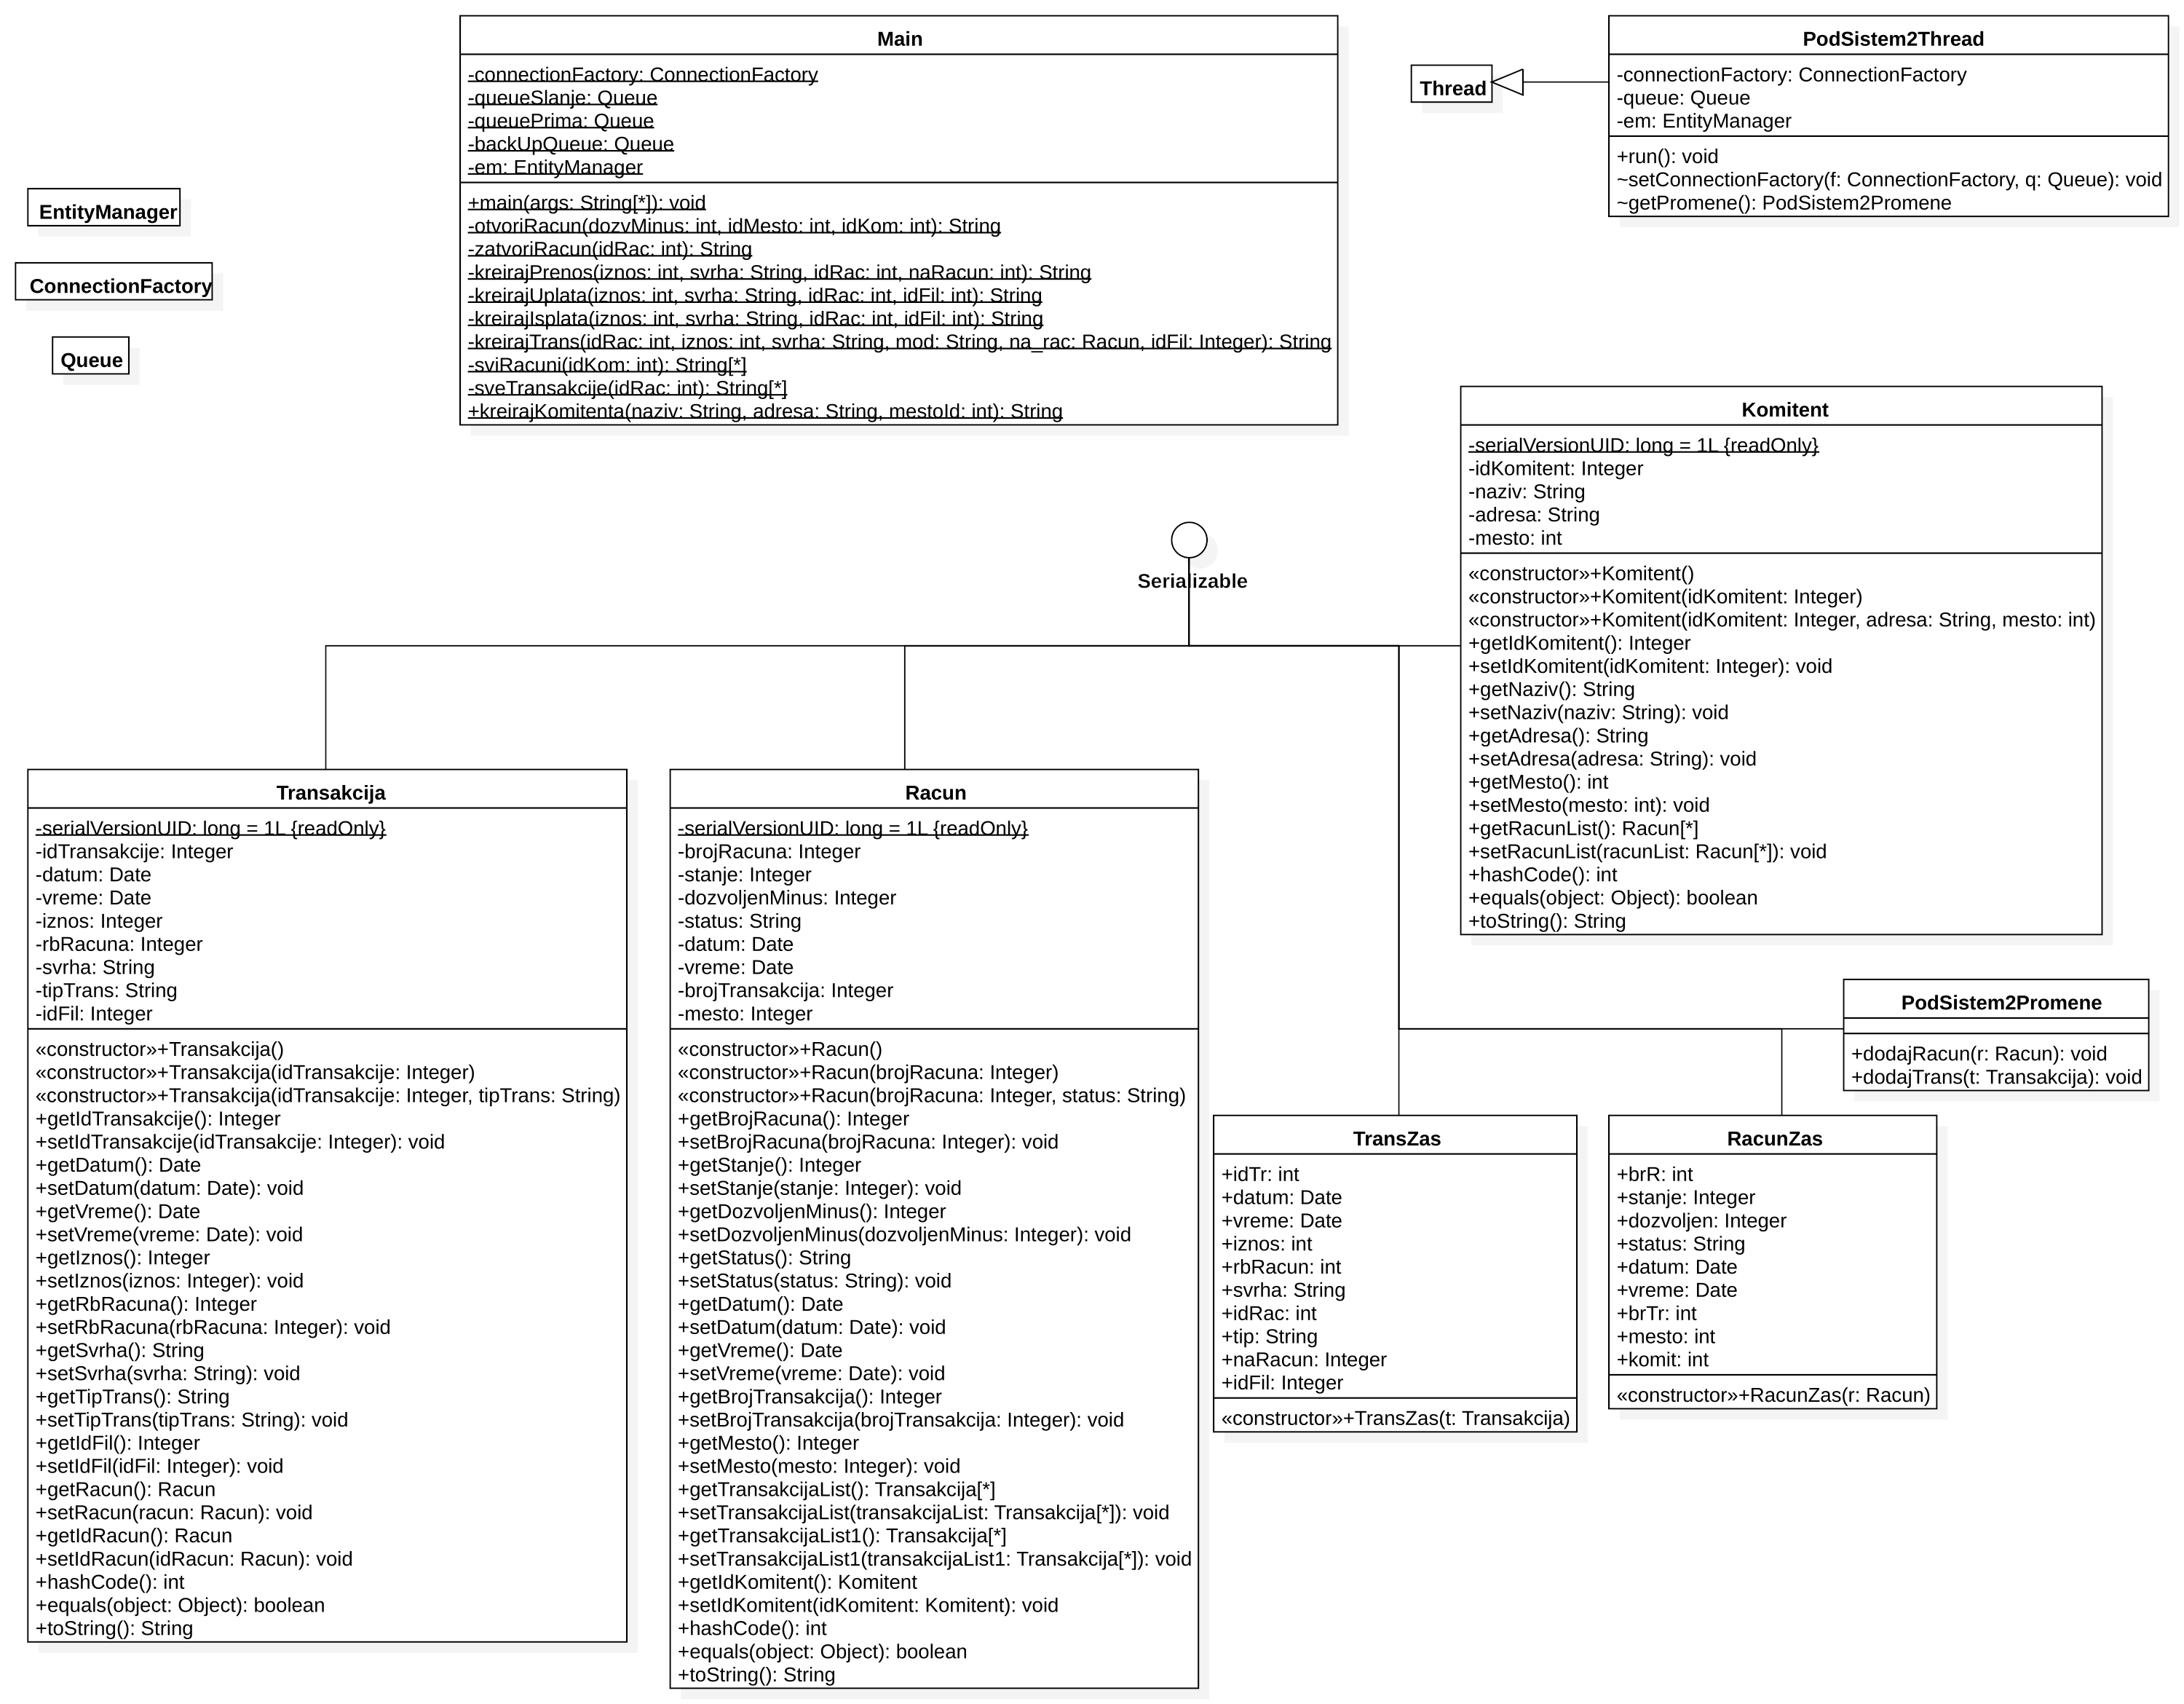 Main
-connectionFactory: ConnectionFactory
-queueSlanje: Queue
-queuePrima: Queue
-backUpQueue: Queue
-em: EntityManager
+main(args: String[*]): void
-otvoriRacun(dozvMinus: int, idMesto: int, idKom: int): String
-zatvoriRacun(idRac: int): String
-kreirajPrenos(iznos: int, svrha: String, idRac: int, naRacun: int): String
-kreirajUplata(iznos: int, svrha: String, idRac: int, idFil: int): String
-kreirajIsplata(iznos: int, svrha: String, idRac: int, idFil: int): String
-kreirajTrans(idRac: int, iznos: int, svrha: String, mod: String, na_rac: Racun, idFil: Integer): String
-sviRacuni(idKom: int): String[*]
-sveTransakcije(idRac: int): String[*]
+kreirajKomitenta(naziv: String, adresa: String, mestoId: int): String
Thread
PodSistem2Thread
-connectionFactory: ConnectionFactory
-queue: Queue
-em: EntityManager
+run(): void
~setConnectionFactory(f: ConnectionFactory, q: Queue): void
~getPromene(): PodSistem2Promene
EntityManager
ConnectionFactory
Queue
Komitent
-serialVersionUID: long = 1L {readOnly}
-idKomitent: Integer
-naziv: String
-adresa: String
-mesto: int
«constructor»+Komitent()
«constructor»+Komitent(idKomitent: Integer)
«constructor»+Komitent(idKomitent: Integer, adresa: String, mesto: int)
+getIdKomitent(): Integer
+setIdKomitent(idKomitent: Integer): void
+getNaziv(): String
+setNaziv(naziv: String): void
+getAdresa(): String
+setAdresa(adresa: String): void
+getMesto(): int
+setMesto(mesto: int): void
+getRacunList(): Racun[*]
+setRacunList(racunList: Racun[*]): void
+hashCode(): int
+equals(object: Object): boolean
+toString(): String
Serializable
Transakcija
-serialVersionUID: long = 1L {readOnly}
-idTransakcije: Integer
-datum: Date
-vreme: Date
-iznos: Integer
-rbRacuna: Integer
-svrha: String
-tipTrans: String
-idFil: Integer
«constructor»+Transakcija()
«constructor»+Transakcija(idTransakcije: Integer)
«constructor»+Transakcija(idTransakcije: Integer, tipTrans: String)
+getIdTransakcije(): Integer
+setIdTransakcije(idTransakcije: Integer): void
+getDatum(): Date
+setDatum(datum: Date): void
+getVreme(): Date
+setVreme(vreme: Date): void
+getIznos(): Integer
+setIznos(iznos: Integer): void
+getRbRacuna(): Integer
+setRbRacuna(rbRacuna: Integer): void
+getSvrha(): String
+setSvrha(svrha: String): void
+getTipTrans(): String
+setTipTrans(tipTrans: String): void
+getIdFil(): Integer
+setIdFil(idFil: Integer): void
+getRacun(): Racun
+setRacun(racun: Racun): void
+getIdRacun(): Racun
+setIdRacun(idRacun: Racun): void
+hashCode(): int
+equals(object: Object): boolean
+toString(): String
Racun
-serialVersionUID: long = 1L {readOnly}
-brojRacuna: Integer
-stanje: Integer
-dozvoljenMinus: Integer
-status: String
-datum: Date
-vreme: Date
-brojTransakcija: Integer
-mesto: Integer
«constructor»+Racun()
«constructor»+Racun(brojRacuna: Integer)
«constructor»+Racun(brojRacuna: Integer, status: String)
+getBrojRacuna(): Integer
+setBrojRacuna(brojRacuna: Integer): void
+getStanje(): Integer
+setStanje(stanje: Integer): void
+getDozvoljenMinus(): Integer
+setDozvoljenMinus(dozvoljenMinus: Integer): void
+getStatus(): String
+setStatus(status: String): void
+getDatum(): Date
+setDatum(datum: Date): void
+getVreme(): Date
+setVreme(vreme: Date): void
+getBrojTransakcija(): Integer
+setBrojTransakcija(brojTransakcija: Integer): void
+getMesto(): Integer
+setMesto(mesto: Integer): void
+getTransakcijaList(): Transakcija[*]
+setTransakcijaList(transakcijaList: Transakcija[*]): void
+getTransakcijaList1(): Transakcija[*]
+setTransakcijaList1(transakcijaList1: Transakcija[*]): void
+getIdKomitent(): Komitent
+setIdKomitent(idKomitent: Komitent): void
+hashCode(): int
+equals(object: Object): boolean
+toString(): String
PodSistem2Promene
+dodajRacun(r: Racun): void
+dodajTrans(t: Transakcija): void
TransZas
+idTr: int
+datum: Date
+vreme: Date
+iznos: int
+rbRacun: int
+svrha: String
+idRac: int
+tip: String
+naRacun: Integer
+idFil: Integer
«constructor»+TransZas(t: Transakcija)
RacunZas
+brR: int
+stanje: Integer
+dozvoljen: Integer
+status: String
+datum: Date
+vreme: Date
+brTr: int
+mesto: int
+komit: int
«constructor»+RacunZas(r: Racun)